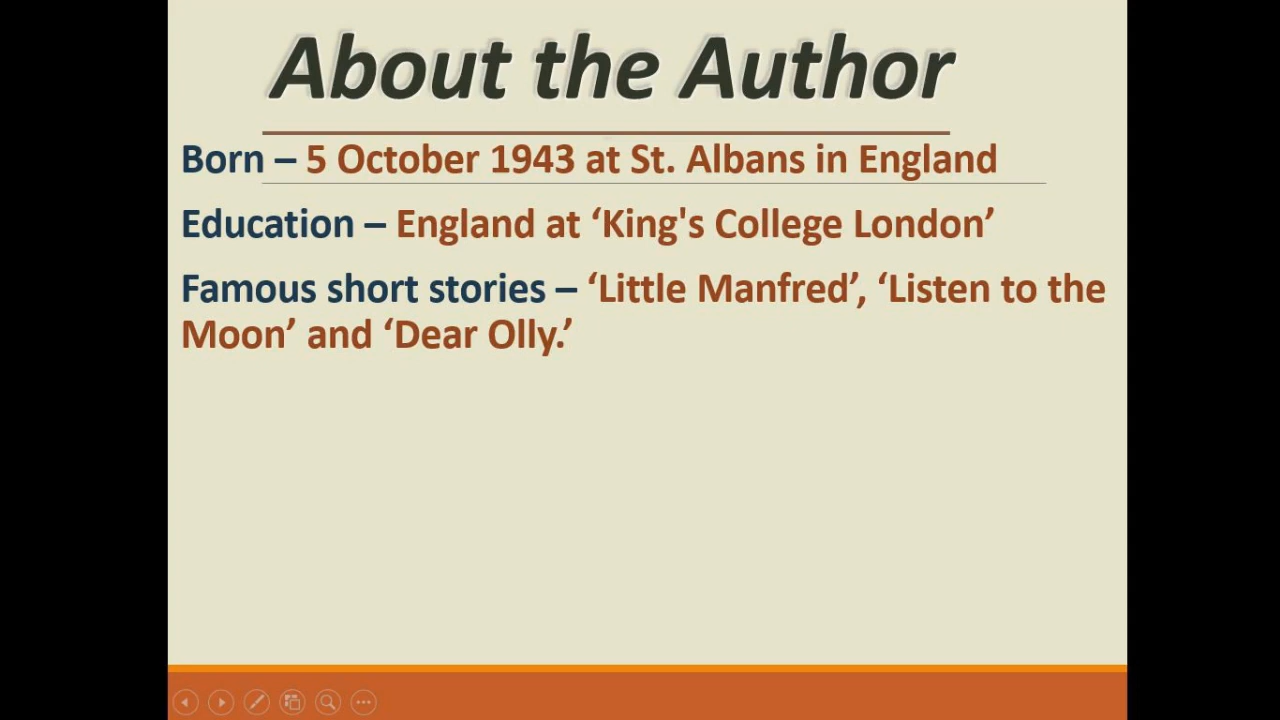 About the Author
Born – 5 October 1943 at St. Albans in England
Education – England at ‘King's College London’
Famous short stories – ‘Little Manfred’, ‘Listen to the
Moon’ and ‘Dear Olly.’